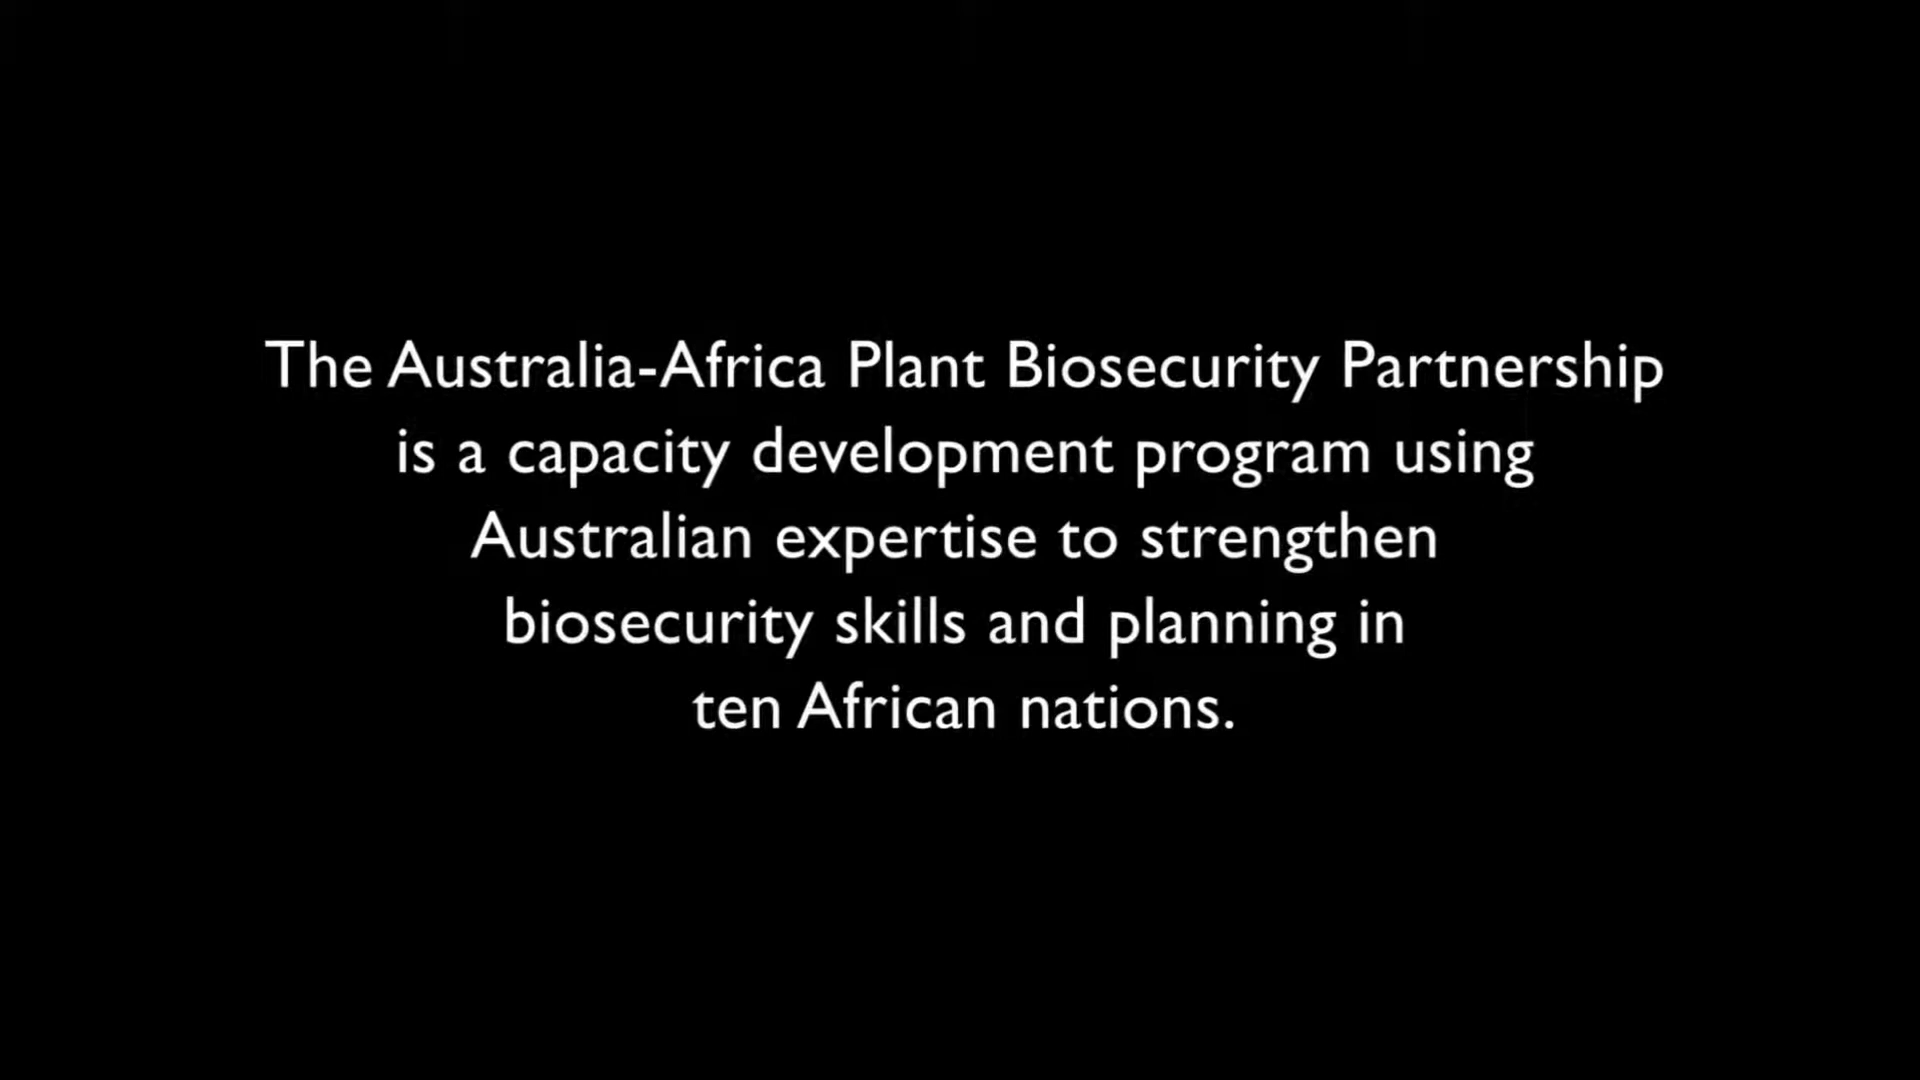 The Australia-Africa Plant Biosecurity Partnership
is a capacity development program using
Australian expertise to strengthen
biosecurity skills and planning in
ten African nations.